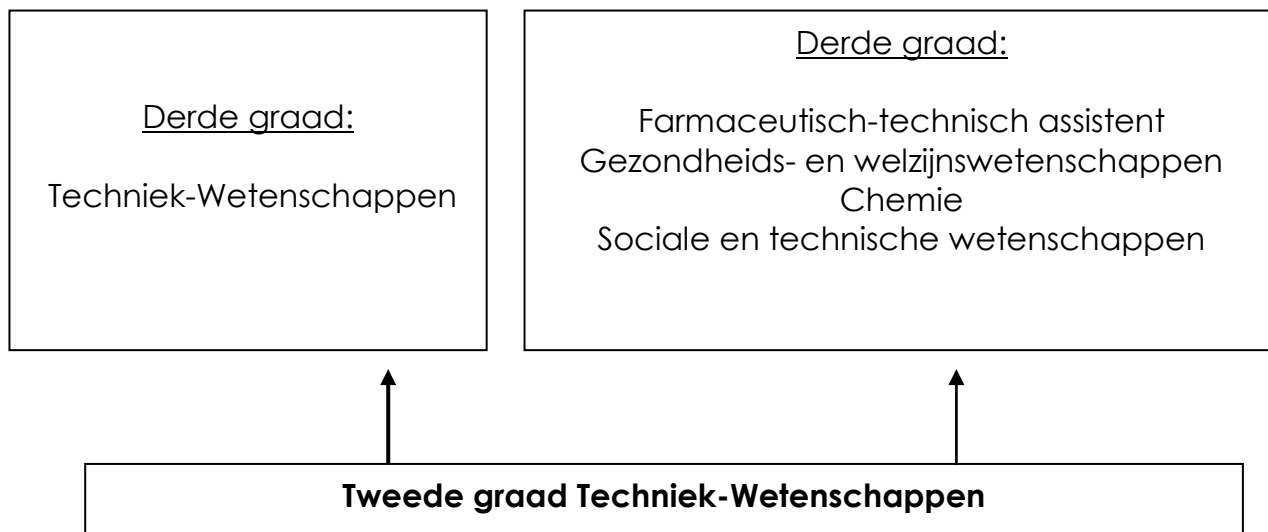 Derde graad:
Techniek-Wetenschappen
Derde graad:
Farmaceutisch-technisch assistent
Gezondheids- en welzijnswetenschappen
Chemie
Sociale en technische wetenschappen
Tweede graad Techniek-Wetenschappen